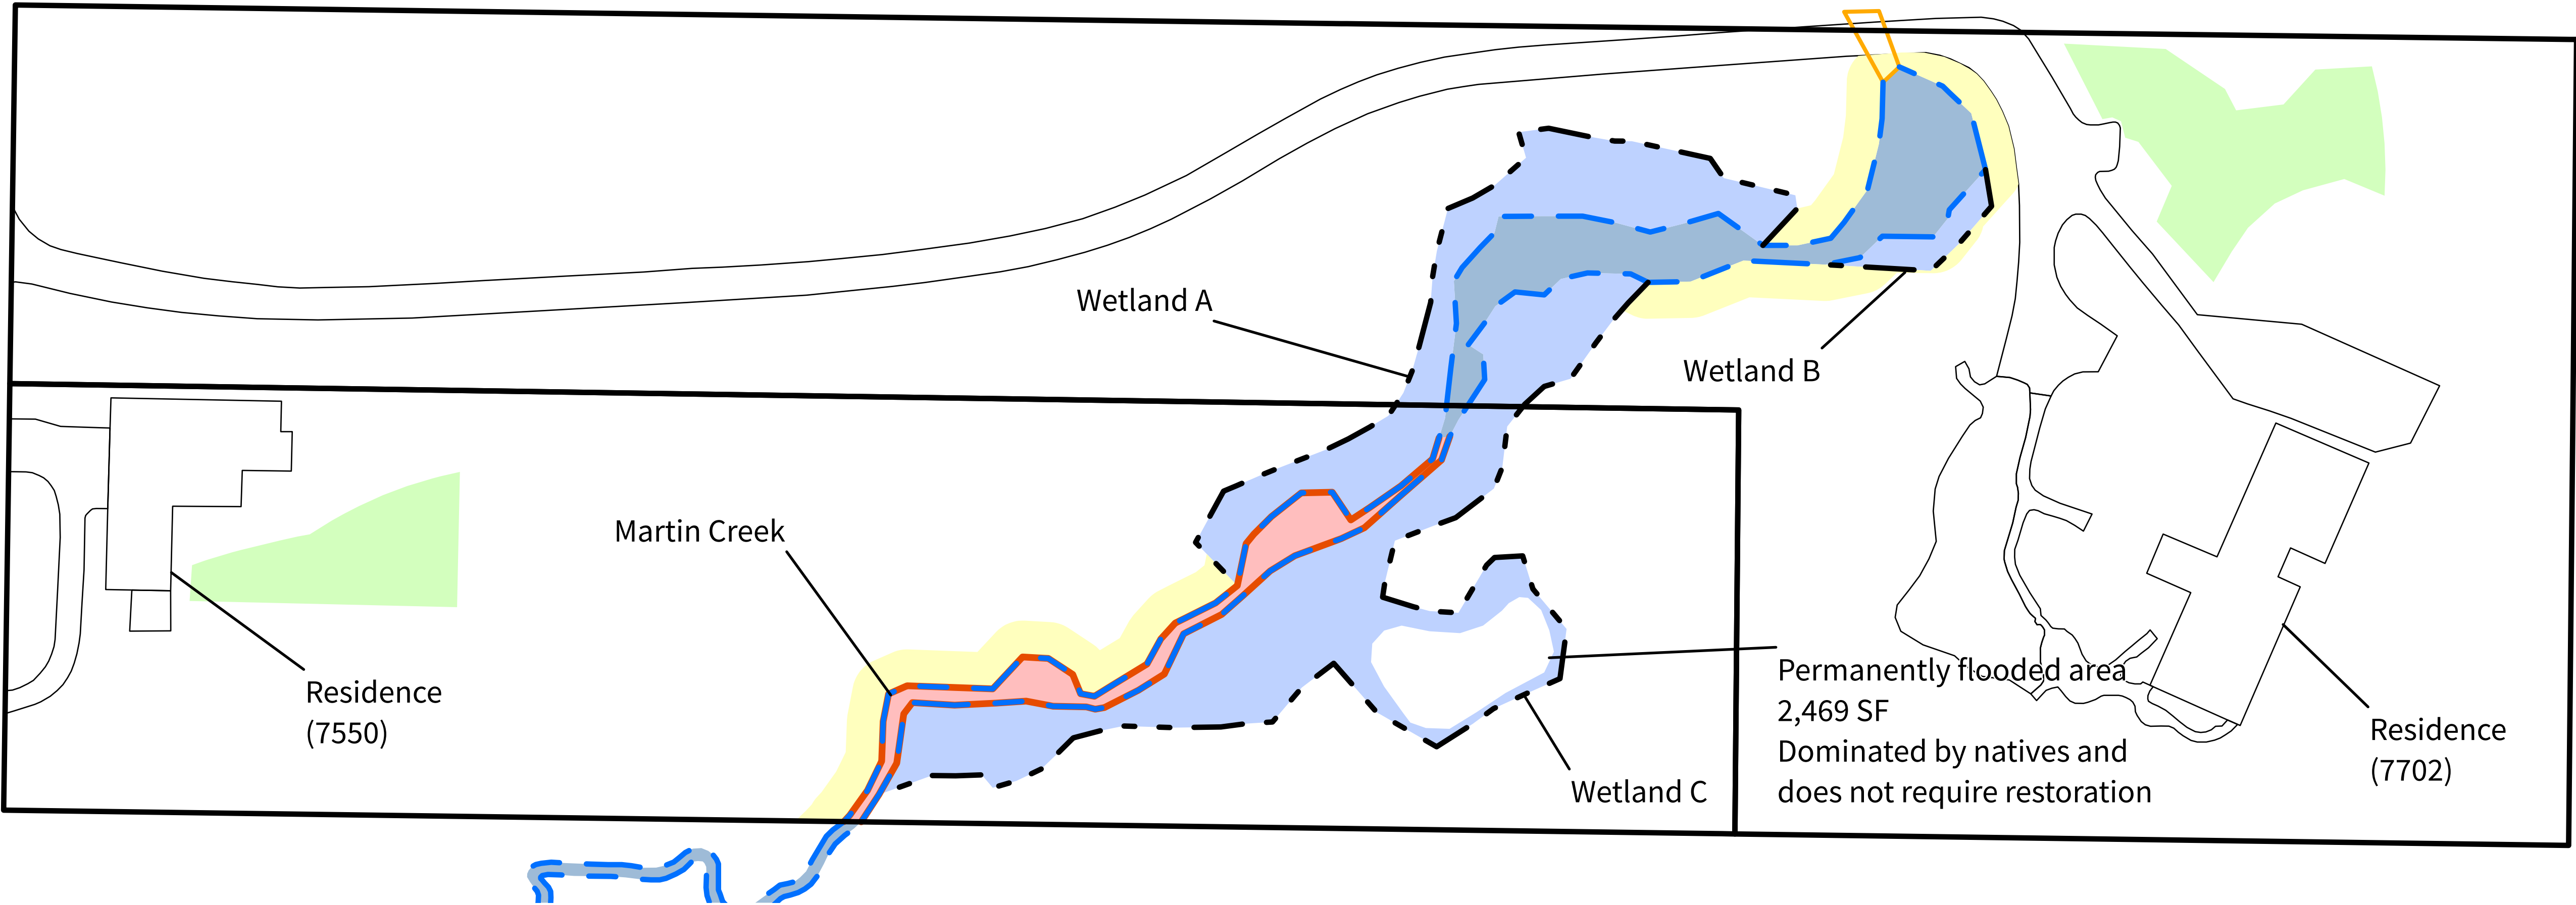 Wetland A
Wetland B
Martin Creek
Residence
(7550)
Permanently flooded area
2,469 SF
Dominated by natives and
does not require restoration
Wetland C
Residence
(7702)